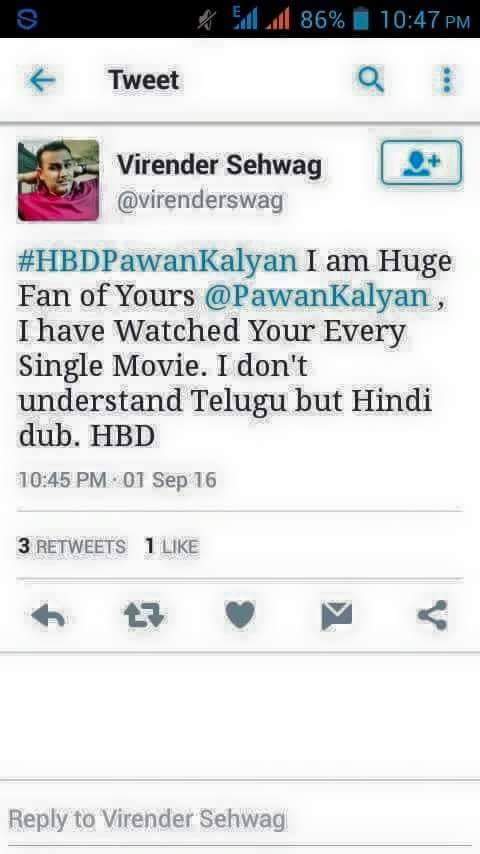 E 86% 10:47 PM
Tweet
Virender Sehwag
@virenderswag
#HBDPawanKalyan I am Huge
Fan of Yours @PawanKalyan ,
I have Watched Your Every
Single Movie. I don't
understand Telugu but Hindi
dub. HBD
10:45 PM · 01 Sep 16
3 RETWEETS 1 LIKE
Reply to Virender Sehwag